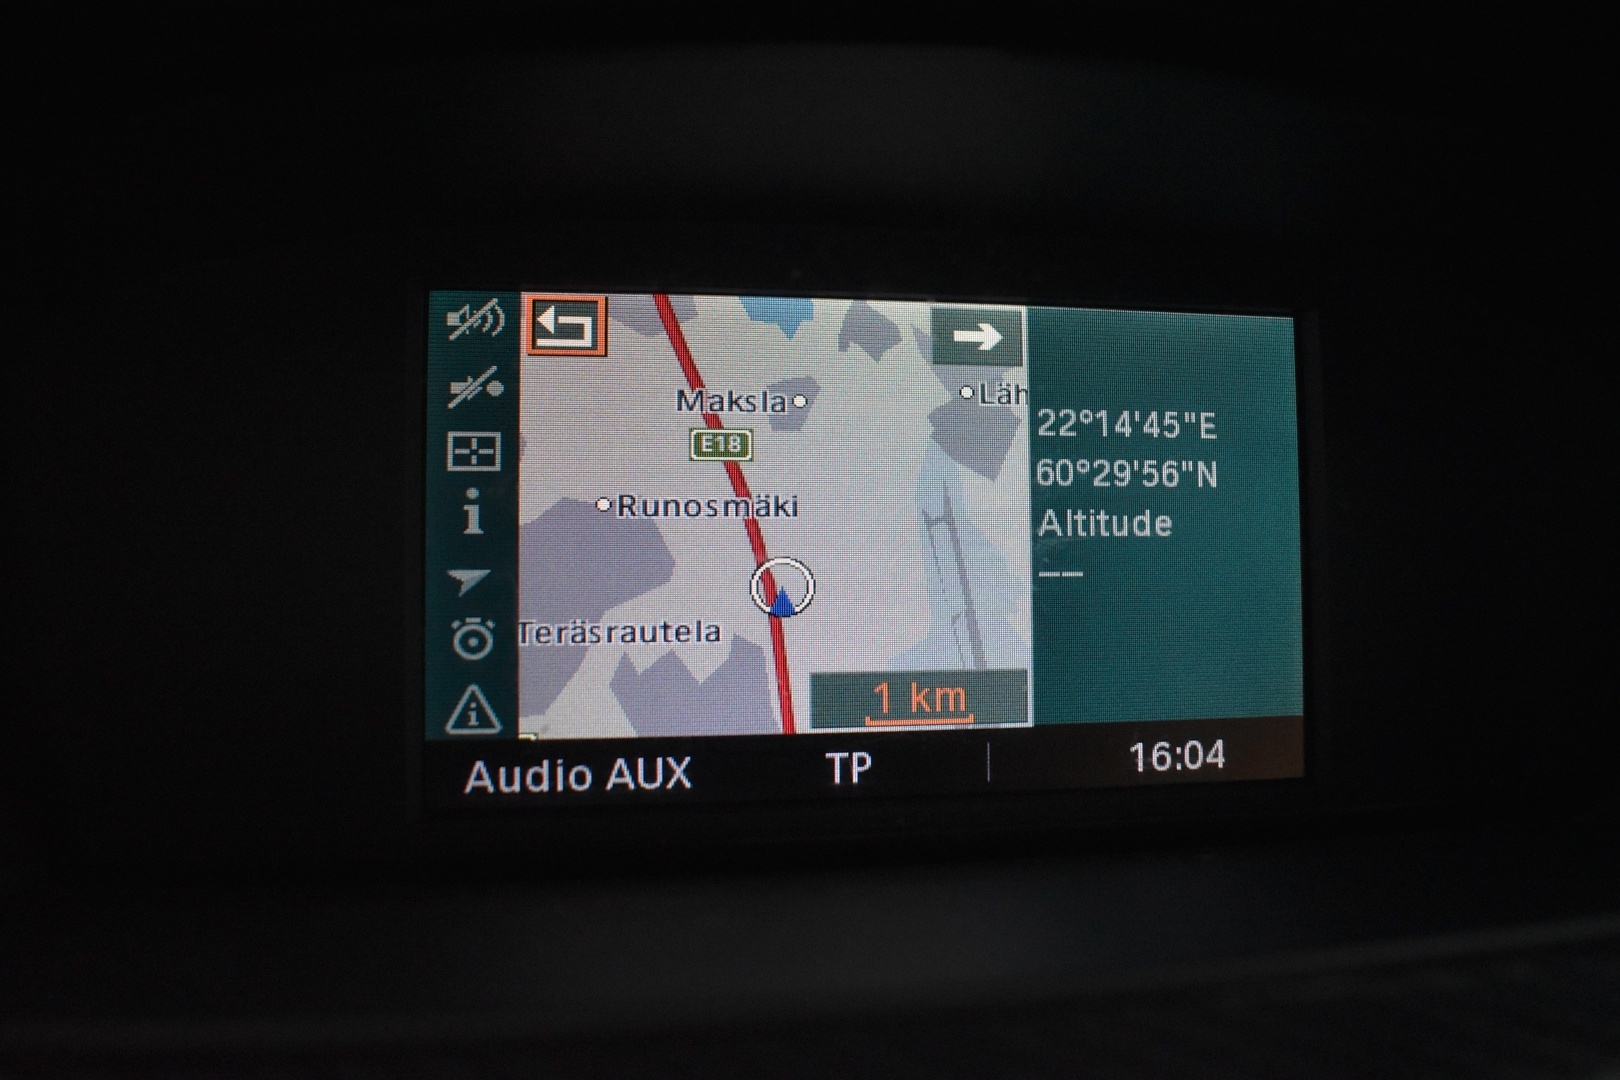 Maksla
Läh
E18
Runosmäki
Teräsrautela
1 km
22°14'45"E
60°29'56"N
Altitude
--
Audio AUX
TP
16:04